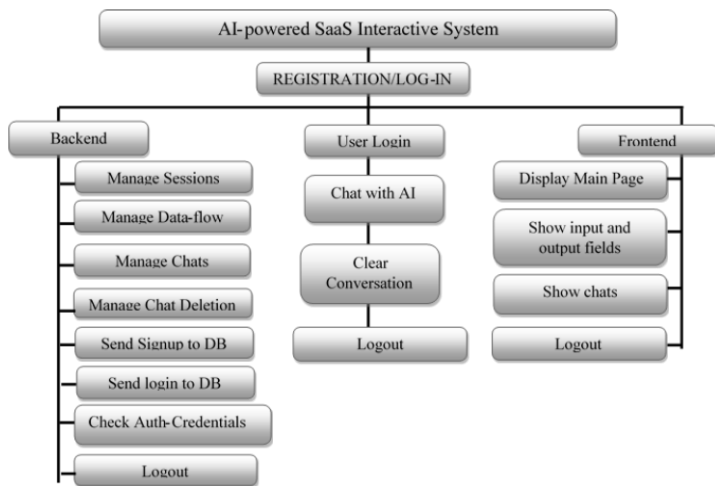 AI-powered SaaS Interactive System
REGISTRATION/LOG-IN
Backend
Manage Sessions
Manage Data-flow
Manage Chats
Manage Chat Deletion
Send Signup to DB
Send login to DB
Check Auth-Credentials
Logout
User Login
Chat with AI
Clear
Conversation
Logout
Frontend
Display Main Page
Show input and
output fields
Show chats
Logout